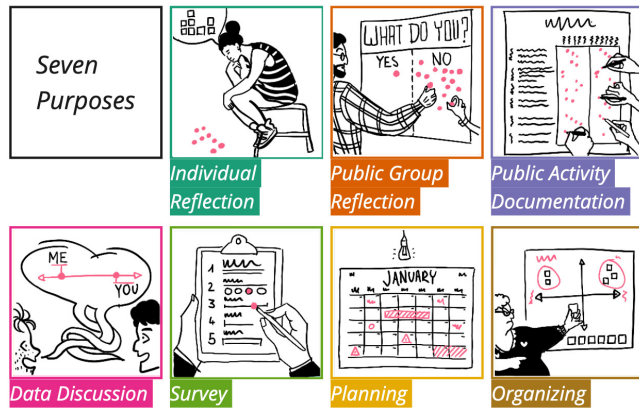 Seven
Purposes
WHAT DO YOU?
YES
NO
Individual
Reflection
Public Group
Reflection
Public Activity
Documentation
ME
YOU
1
2
3
4
5
JANUARY
Data Discussion
Survey
Planning
Organizing